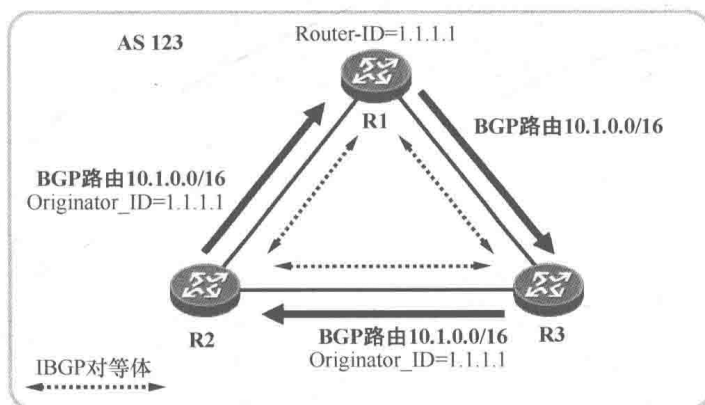 AS 123
Router-ID=1.1.1.1
R1
BGP路由10.1.0.0/16
BGP路由10.1.0.0/16
Originator_ID=1.1.1.1
R2
R3
BGP路由10.1.0.0/16
Originator_ID=1.1.1.1
IBGP对等体